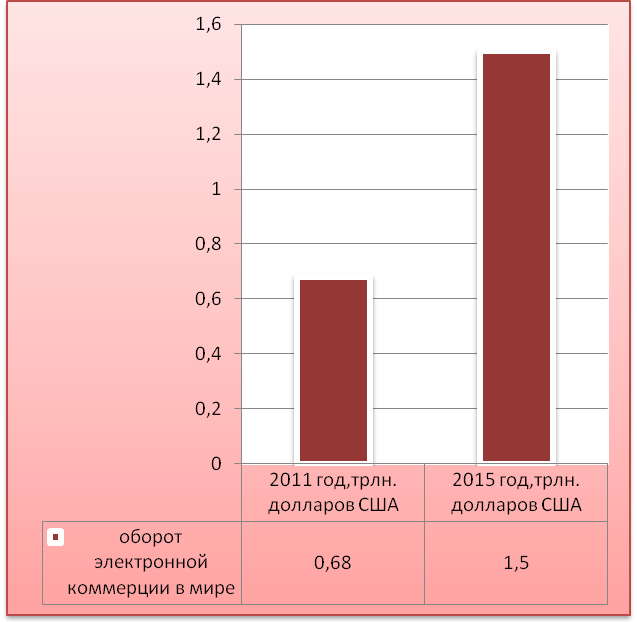 1,6
1,4
1,2
1
0,8
0,6
0,4
0,2
0
2011 год,трлн.
долларов США
2015 год,трлн.
долларов США
оборот
электронной
коммерции в мире
0,68
1,5